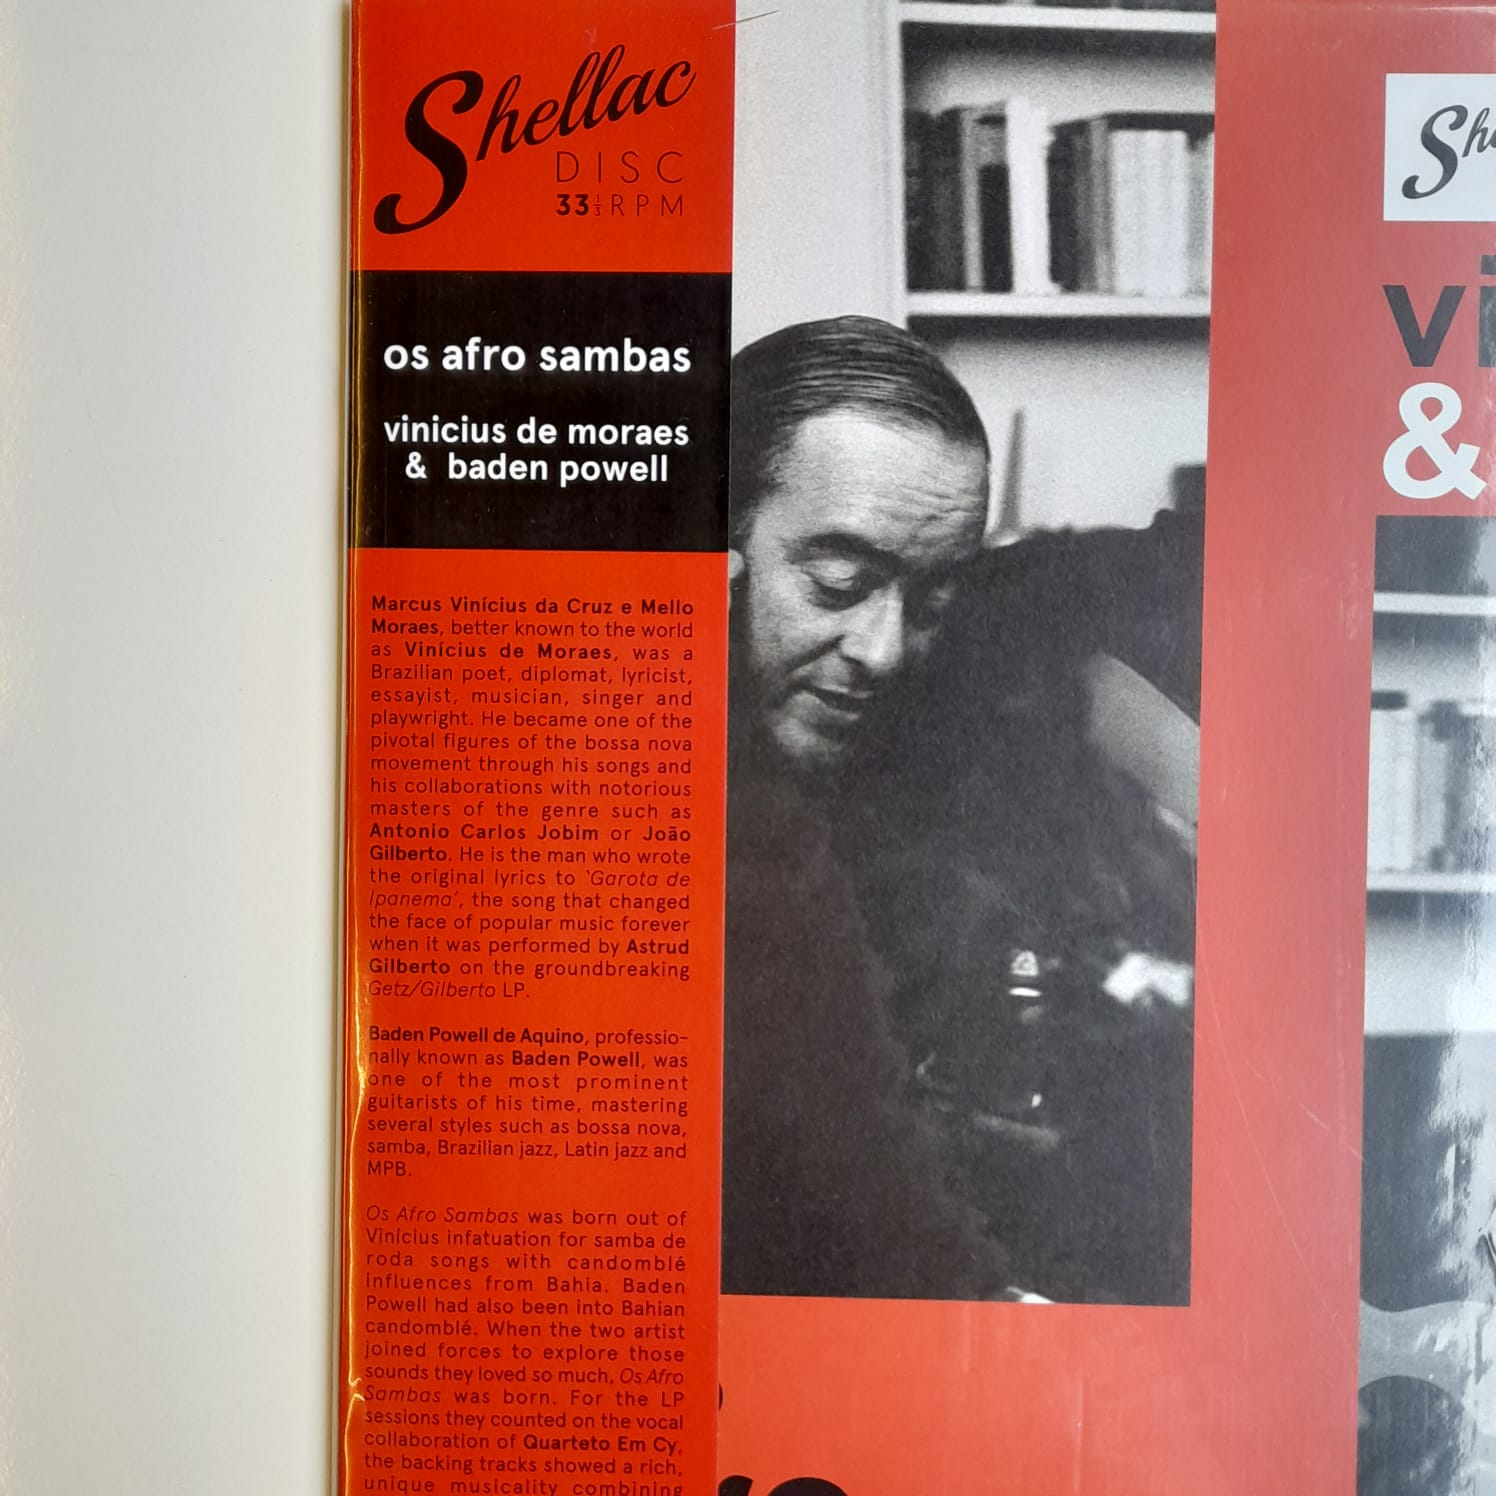 Shellac
DISC
33⅓RPM
os afro sambas
vinicius de moraes
& baden powell
Marcus Vinícius da Cruz e Mello
Moraes, better known to the world
as Vinícius de Moraes, was a
Brazilian poet, diplomat, lyricist,
essayist, musician, singer and
playwright. He became one of the
pivotal figures of the bossa nova
movement through his songs and
his collaborations with notorious
masters of the genre such as
Antonio Carlos Jobim or João
Gilberto. He is the man who wrote
the original lyrics to 'Garota de
Ipanema', the song that changed
the face of popular music forever
when it was performed by Astrud
Gilberto on the groundbreaking
Getz/Gilberto LP.
Baden Powell de Aquino, professio-
nally known as Baden Powell, was
one of the most prominent
guitarists of his time, mastering
several styles such as bossa nova,
samba, Brazilian jazz, Latin jazz and
MPB.
Os Afro Sambas was born out of
Vinícius infatuation for samba de
roda songs with candomblé
influences from Bahia. Baden
Powell had also been into Bahian
candomblé. When the two artist
joined forces to explore those
sounds they loved so much, Os Afro
Sambas was born. For the LP
sessions they counted on the vocal
collaboration of Quarteto Em Cy,
the backing tracks showed a rich,
unique musicality combining
She
vi
&